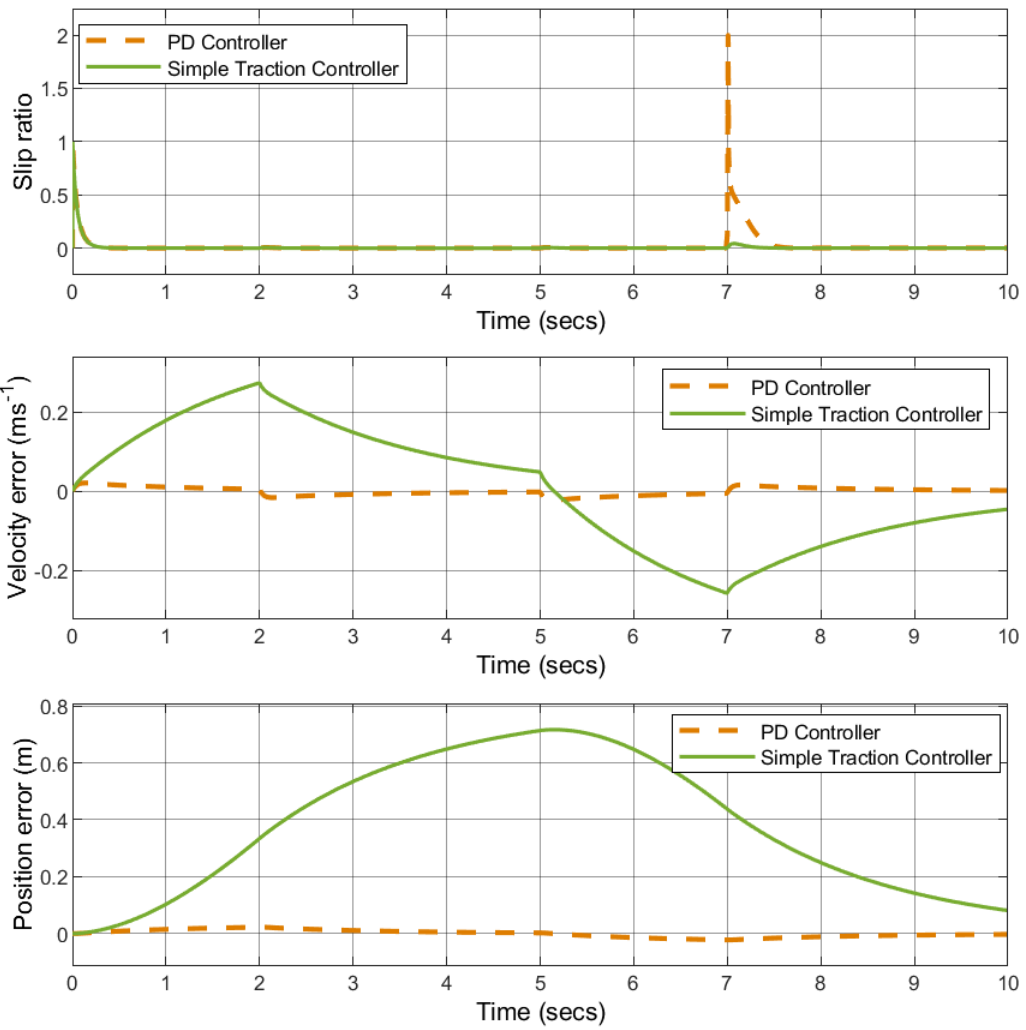 2
1.5
1
0.5
0
Slip ratio
PD Controller
Simple Traction Controller
0 1 2 3 4 5 6 7 8 9 10
Time (secs)
0.2
0
-0.2
Velocity error (ms⁻¹)
PD Controller
Simple Traction Controller
0 1 2 3 4 5 6 7 8 9 10
Time (secs)
0.8
0.6
0.4
0.2
0
Position error (m)
PD Controller
Simple Traction Controller
0 1 2 3 4 5 6 7 8 9 10
Time (secs)